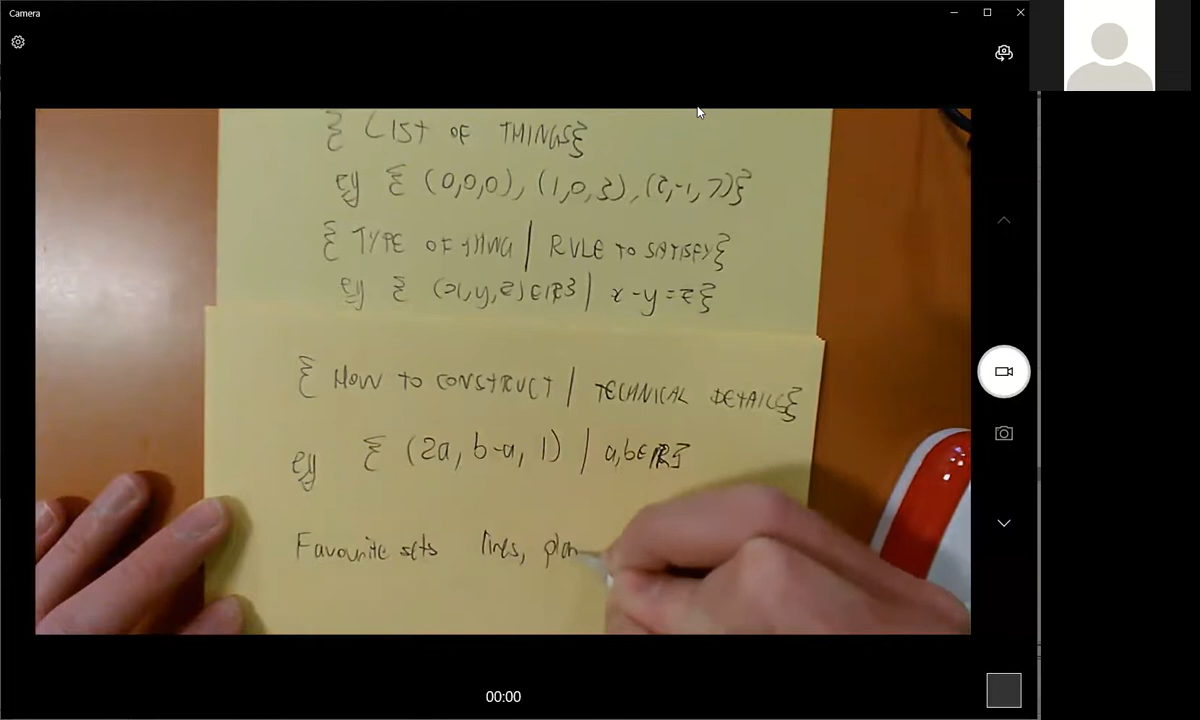 Camera
{ LIST OF THINGS}
eg { (0,0,0), (1,0,3), (2,-1,7)}
{ TYPE OF THING | RULE TO SATISFY}
eg { (x,y,z)∈ℝ3 | x-y=z}
{ HOW TO CONSTRUCT | TECHNICAL DETAILS}
eg { (2a, b-a, 1) | a,b∈ℝ}
Favourite sets lines, plan
00:00